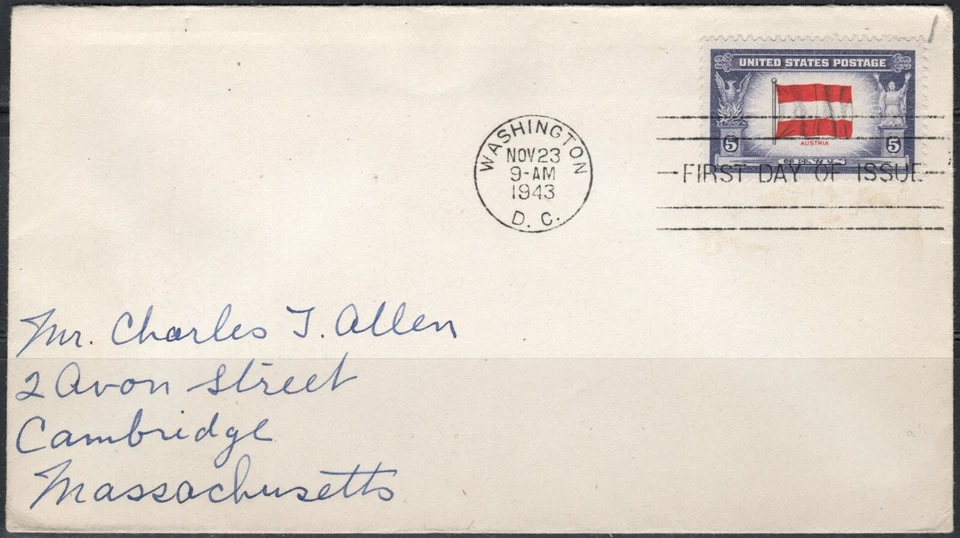 UNITED STATES POSTAGE
5 5
AUSTRIA
CENTS
WASHINGTON
NOV 23
9-AM
1943
D. C.
FIRST DAY OF ISSUE
Mr. Charles T. Allen
2 Avon Street
Cambridge
Massachusetts